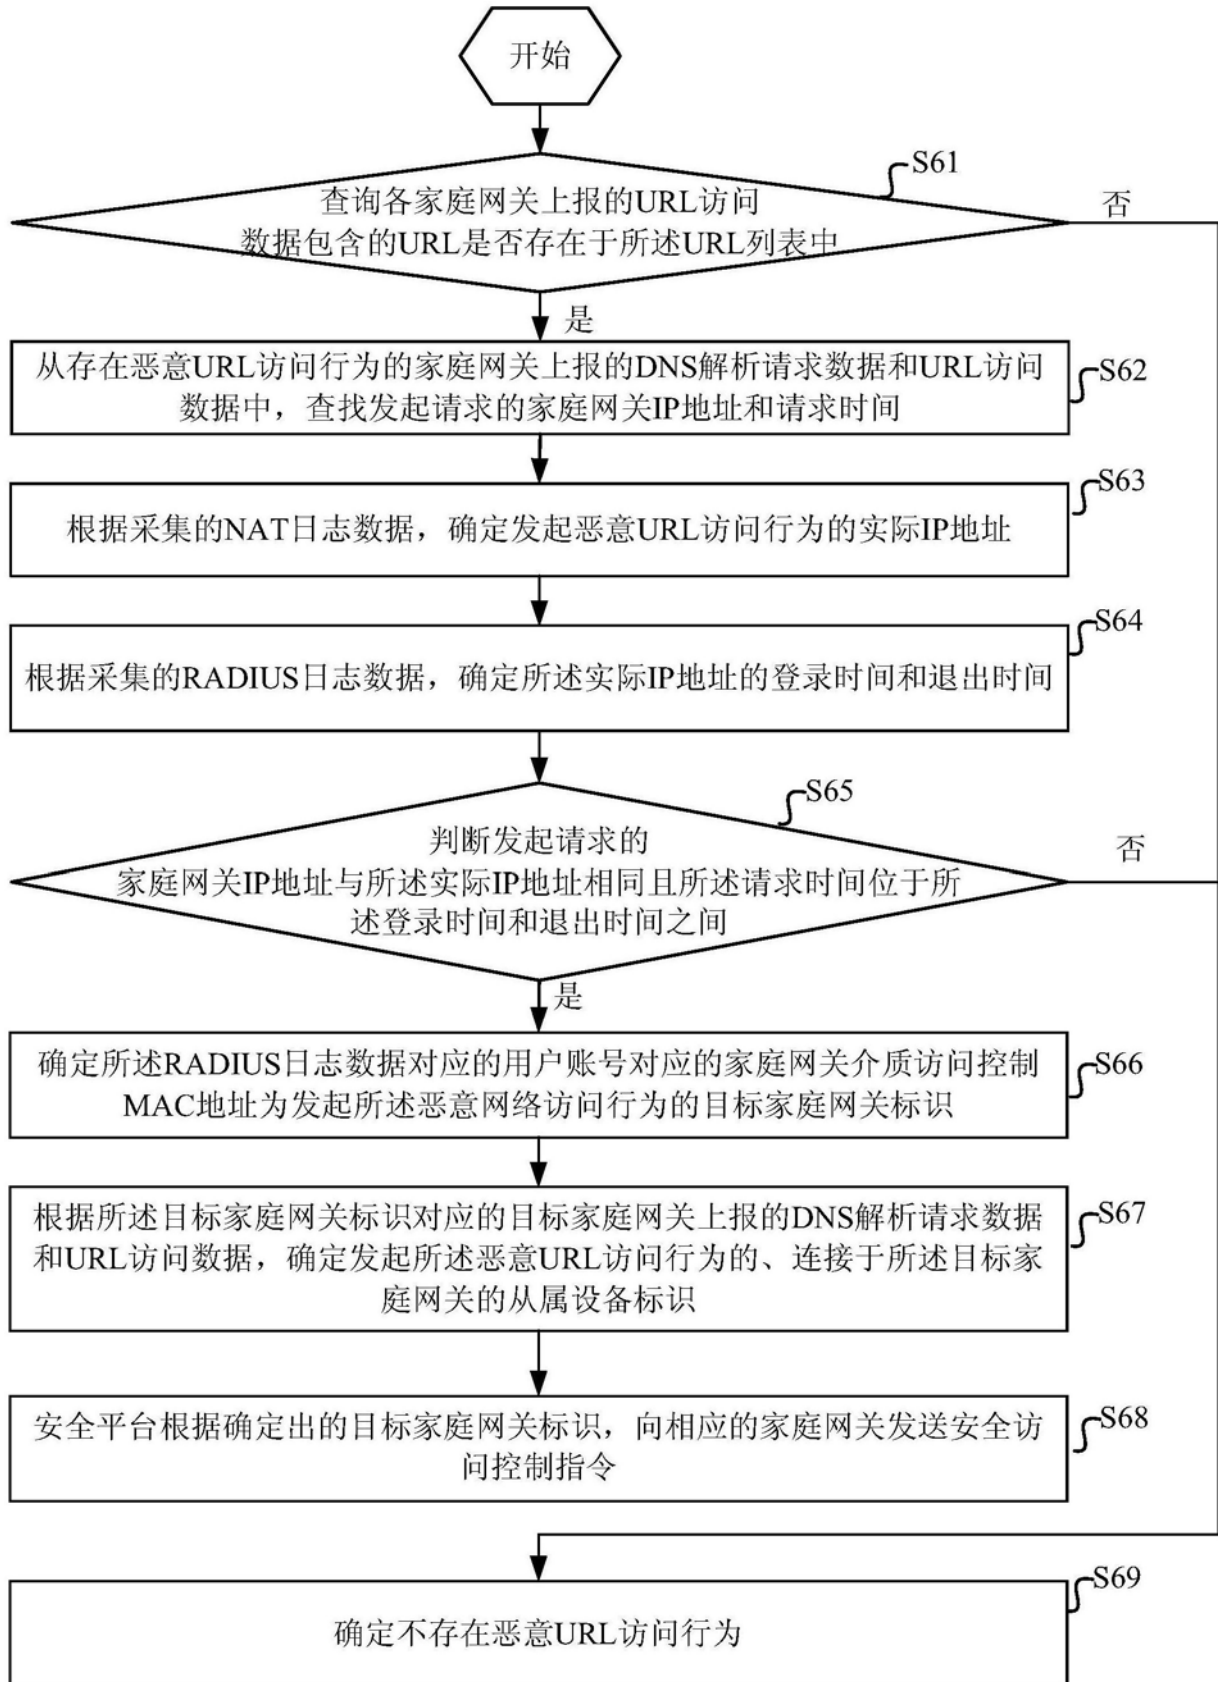 开始
S61
查询各家庭网关上报的URL访问
数据包含的URL是否存在于所述URL列表中
否
是
从存在恶意URL访问行为的家庭网关上报的DNS解析请求数据和URL访问
数据中，查找发起请求的家庭网关IP地址和请求时间
S62
根据采集的NAT日志数据，确定发起恶意URL访问行为的实际IP地址
S63
根据采集的RADIUS日志数据，确定所述实际IP地址的登录时间和退出时间
S64
S65
判断发起请求的
家庭网关IP地址与所述实际IP地址相同且所述请求时间位于所
述登录时间和退出时间之间
否
是
确定所述RADIUS日志数据对应的用户账号对应的家庭网关介质访问控制
MAC地址为发起所述恶意网络访问行为的目标家庭网关标识
S66
根据所述目标家庭网关标识对应的目标家庭网关上报的DNS解析请求数据
和URL访问数据，确定发起所述恶意URL访问行为的、连接于所述目标家
庭网关的从属设备标识
S67
安全平台根据确定出的目标家庭网关标识，向相应的家庭网关发送安全访
问控制指令
S68
确定不存在恶意URL访问行为
S69